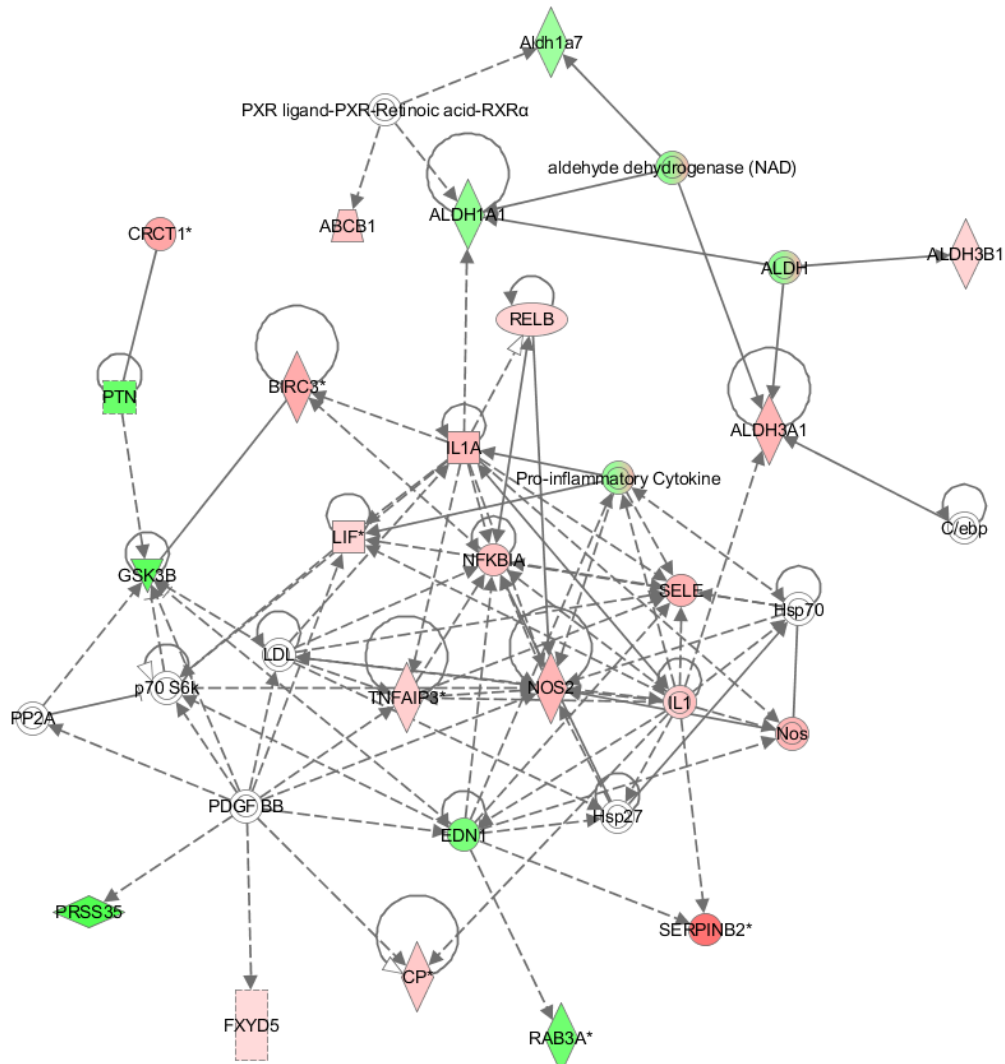 Aldh1a7
PXR ligand-PXR-Retinoic acid-RXRα
aldehyde dehydrogenase (NAD)
ALDH1A1
ABCB1
CRCT1*
ALDH3B1
ALDH
RELB
BIRC3*
PTN
ALDH3A1
IL1A
Pro-inflammatory Cytokine
C/ebp
LIF*
NFKBIA
GSK3B
SELE
Hsp70
LDL
p70 S6k
NOS2
TNFAIP3*
IL1
PP2A
Nos
PDGF BB
Hsp27
EDN1
PRSS35
SERPINB2*
CP*
FXYD5
RAB3A*